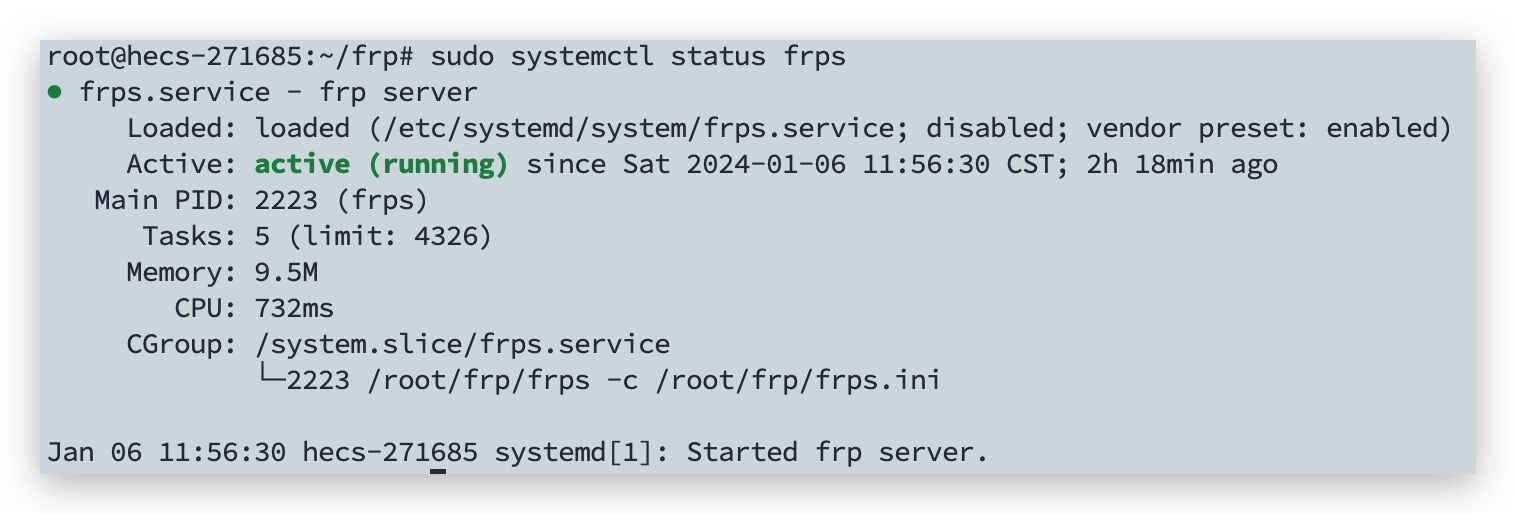 root@hecs-271685:~/frp# sudo systemctl status frps
● frps.service - frp server
     Loaded: loaded (/etc/systemd/system/frps.service; disabled; vendor preset: enabled)
     Active: active (running) since Sat 2024-01-06 11:56:30 CST; 2h 18min ago
   Main PID: 2223 (frps)
      Tasks: 5 (limit: 4326)
     Memory: 9.5M
        CPU: 732ms
     CGroup: /system.slice/frps.service
             └─2223 /root/frp/frps -c /root/frp/frps.ini

Jan 06 11:56:30 hecs-271685 systemd[1]: Started frp server.